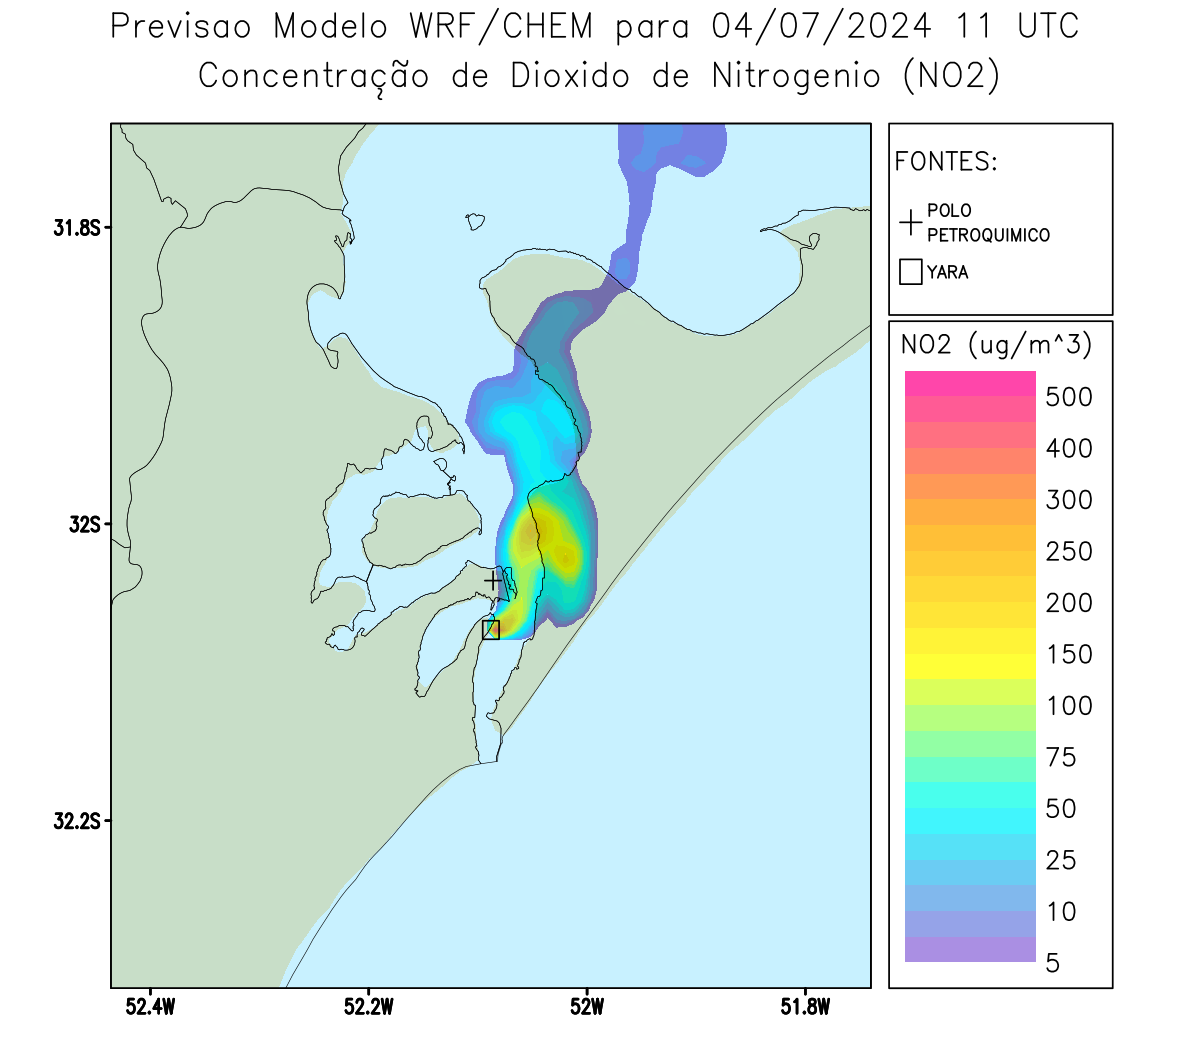 Previsao Modelo WRF/CHEM para 04/07/2024 11 UTC
Concentração de Dioxido de Nitrogenio (NO2)
FONTES:
POLO
PETROQUIMICO
YARA
NO2 (ug/m^3)
500
400
300
250
200
150
100
75
50
25
10
5
31.8S
32S
32.2S
52.4W
52.2W
52W
51.8W